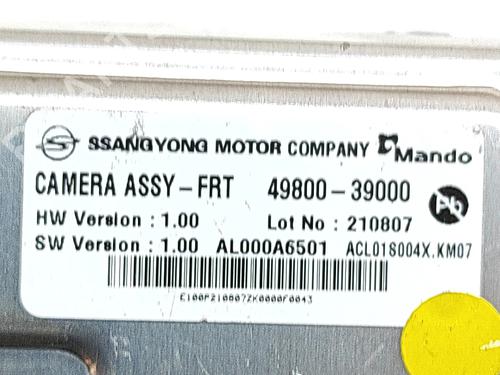 SSANGYONG MOTOR COMPANY Mando
CAMERA ASSY-FRT 49800-39000
Pb
HW Version : 1.00 Lot No : 210807
SW Version : 1.00 AL000A6501 ACL01S004X.KM07
E100P210807ZK0000F0043